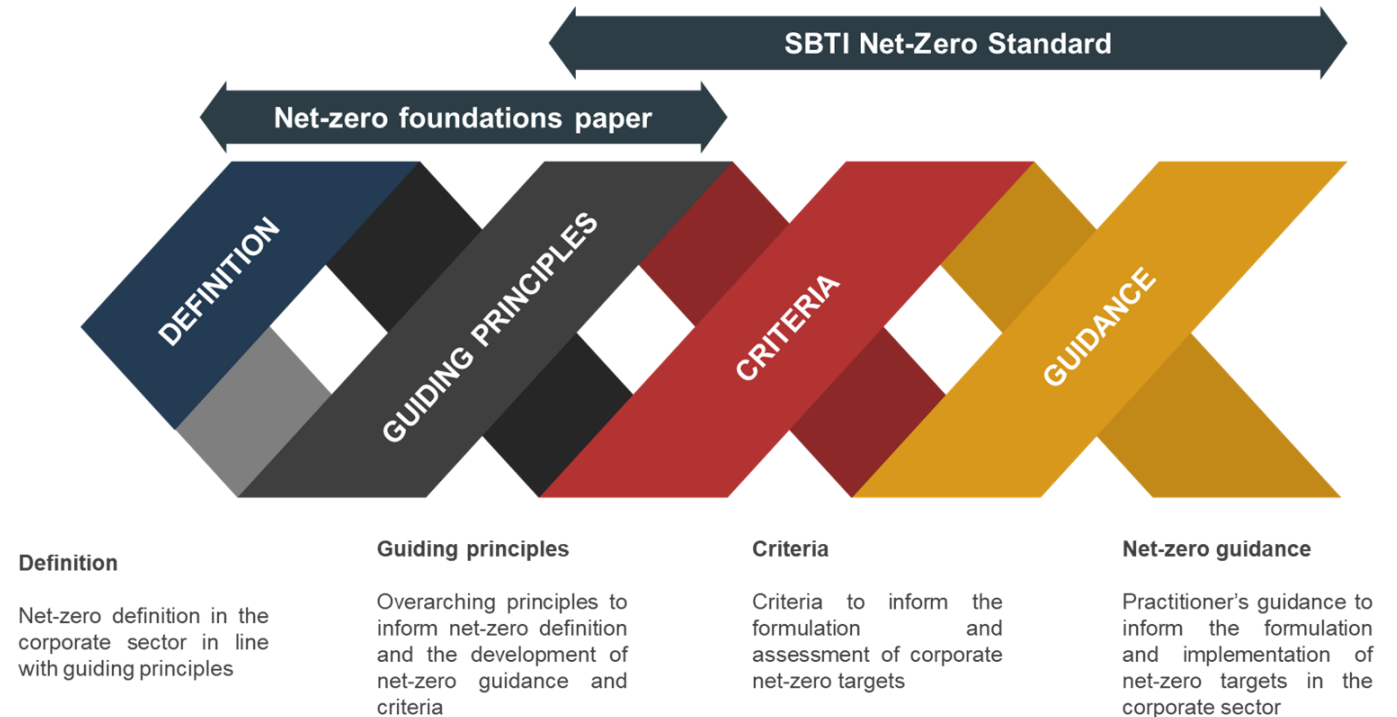 SBTI Net-Zero Standard
Net-zero foundations paper
DEFINITION
GUIDING PRINCIPLES
CRITERIA
GUIDANCE
Definition
Net-zero definition in the
corporate sector in line
with guiding principles
Guiding principles
Overarching principles to
inform net-zero definition
and the development of
net-zero guidance and
criteria
Criteria
Criteria to inform the
formulation and
assessment of corporate
net-zero targets
Net-zero guidance
Practitioner's guidance to
inform the formulation
and implementation of
net-zero targets in the
corporate sector